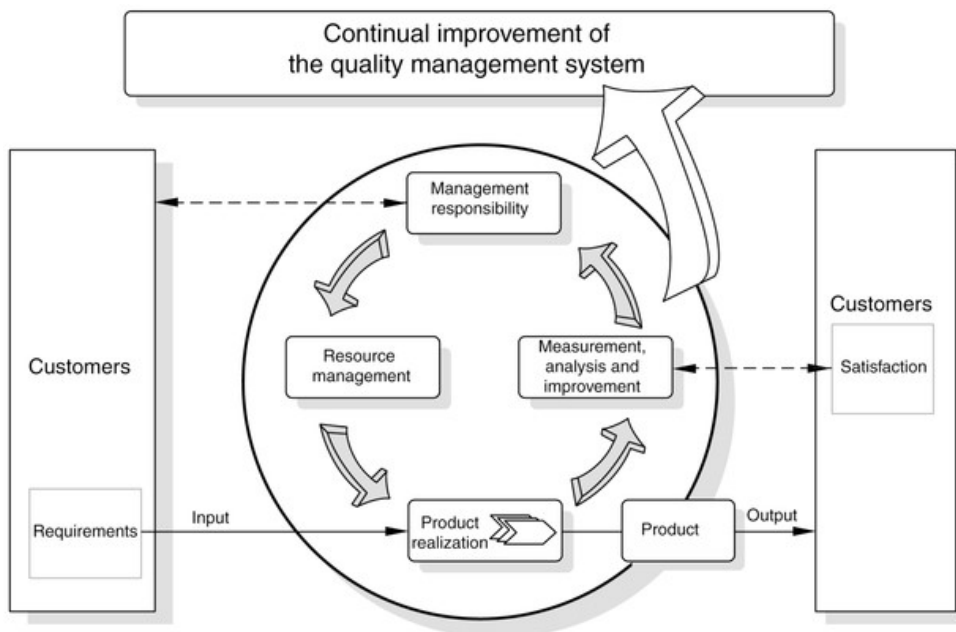 Continual improvement of
the quality management system
Management
responsibility
Customers
Resource
management
Measurement,
analysis and
improvement
Customers
Satisfaction
Requirements
Input
Product
realization
Product
Output